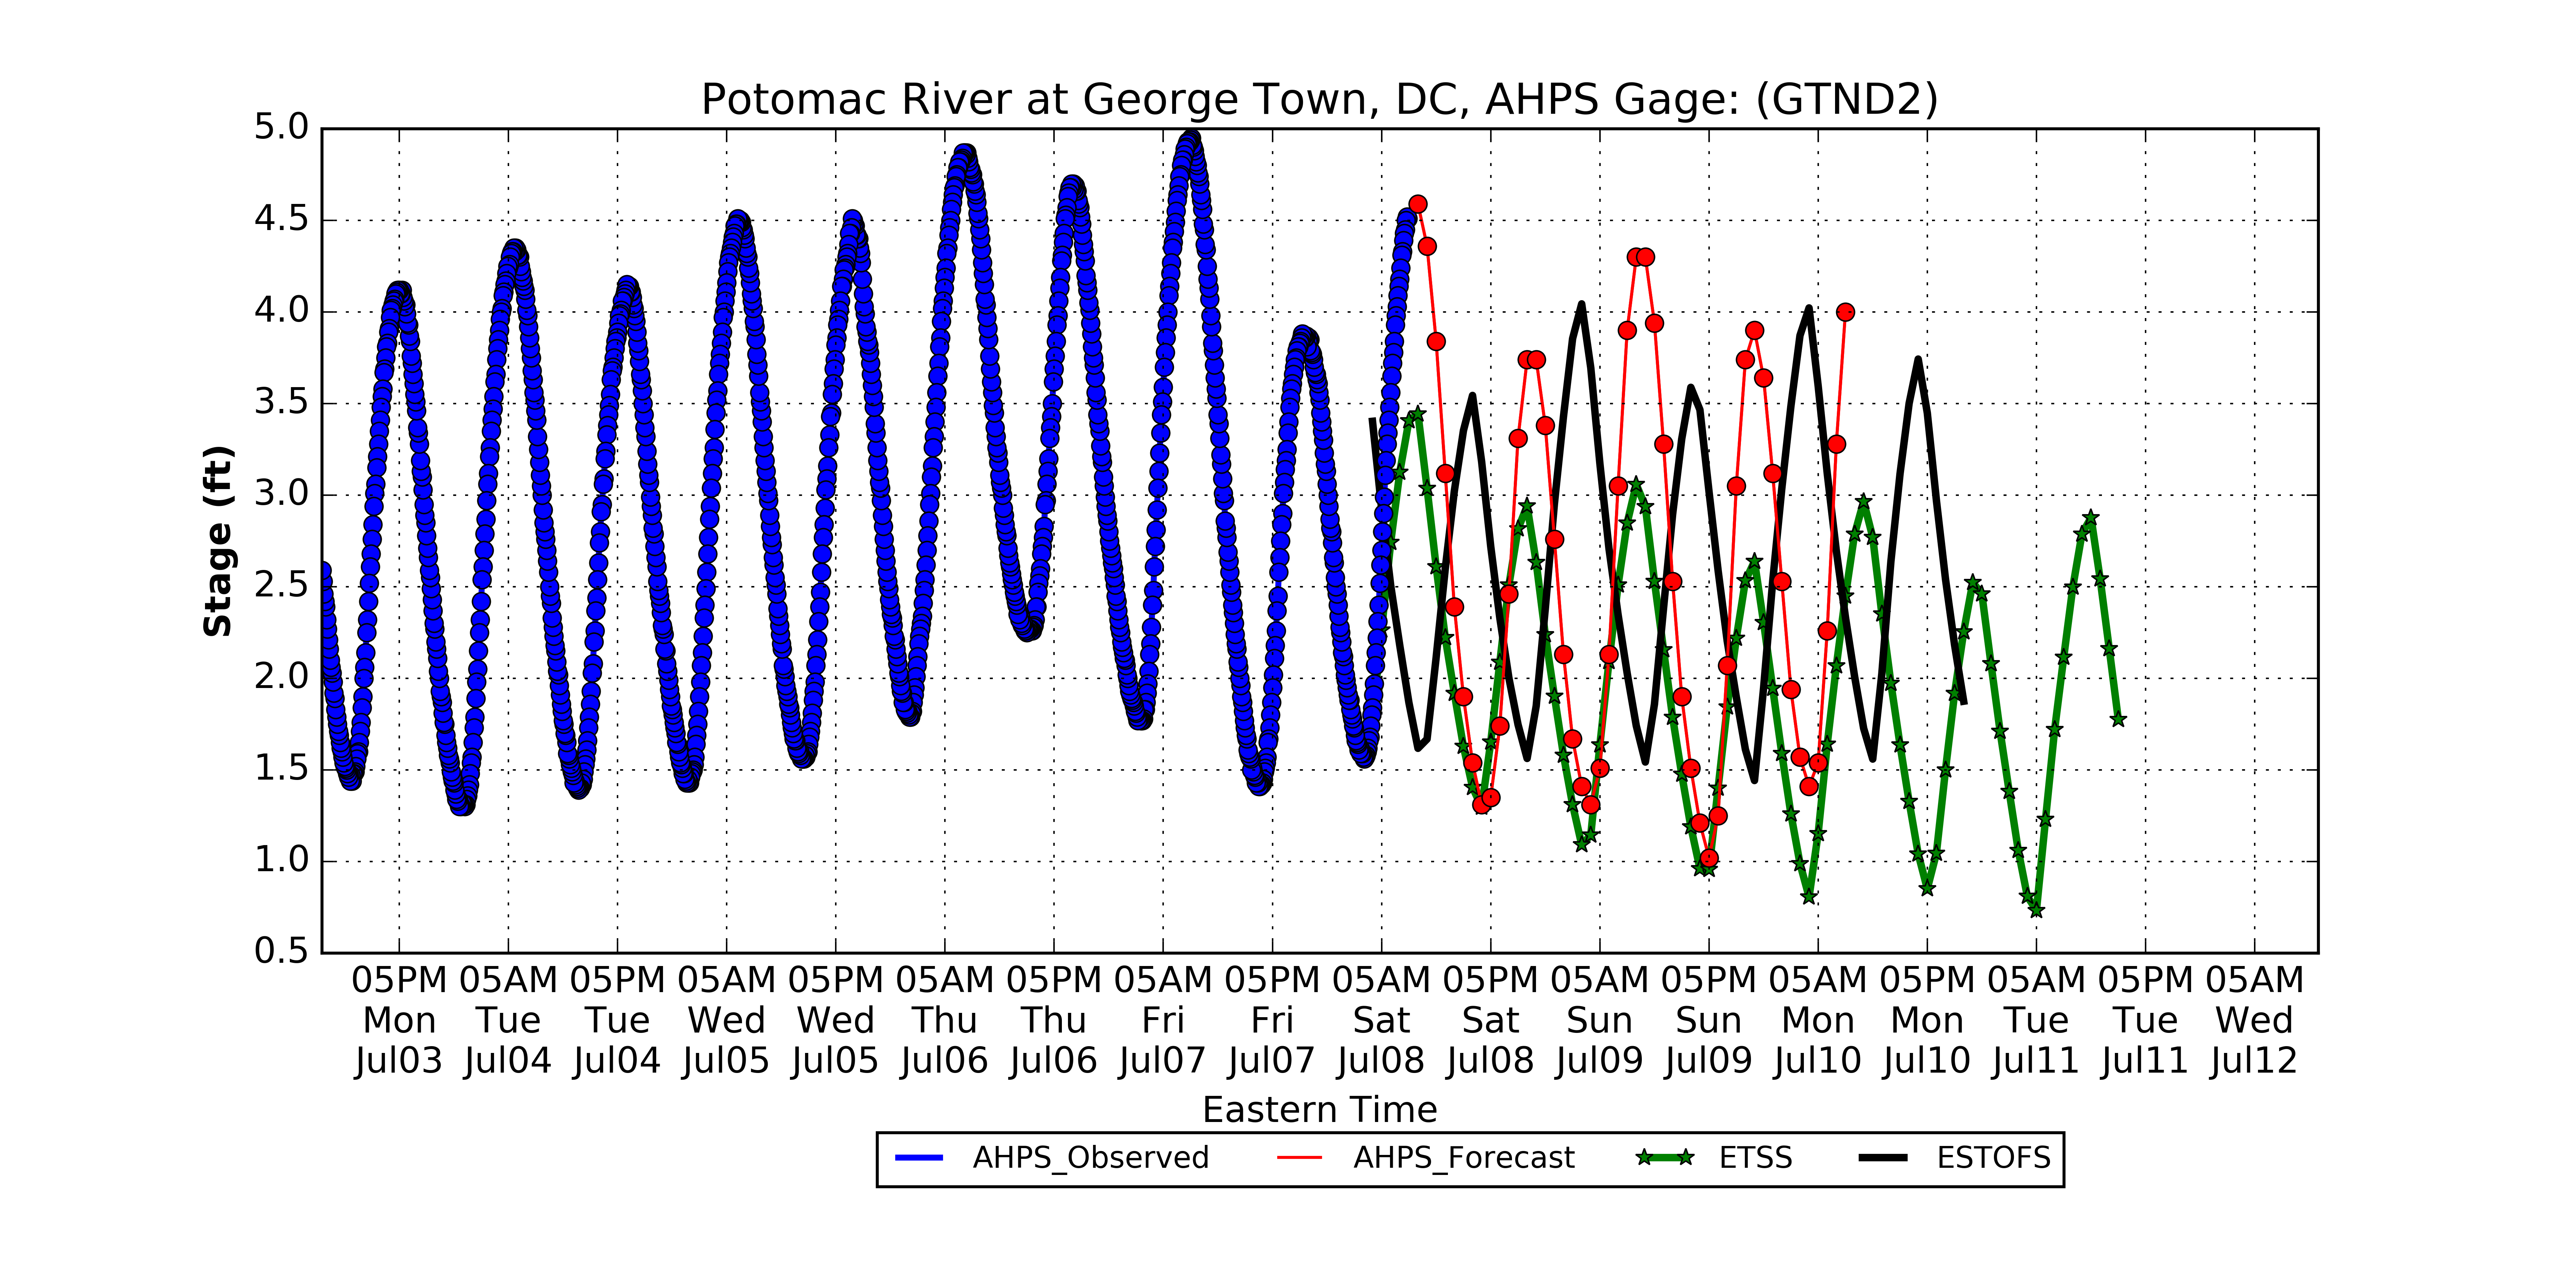 Potomac River at George Town, DC, AHPS Gage: (GTND2)
5.0
4.5
4.0
3.5
3.0
2.5
2.0
1.5
1.0
0.5
Stage (ft)
05PM 05AM 05PM 05AM 05PM 05AM 05PM 05AM 05PM 05AM 05PM 05AM 05PM 05AM 05PM 05AM 05PM 05AM
Mon Tue Tue Wed Wed Thu Thu Fri Fri Sat Sat Sun Sun Mon Mon Tue Tue Wed
Jul03 Jul04 Jul04 Jul05 Jul05 Jul06 Jul06 Jul07 Jul07 Jul08 Jul08 Jul09 Jul09 Jul10 Jul10 Jul11 Jul11 Jul12
Eastern Time
AHPS_Observed AHPS_Forecast ETSS ESTOFS